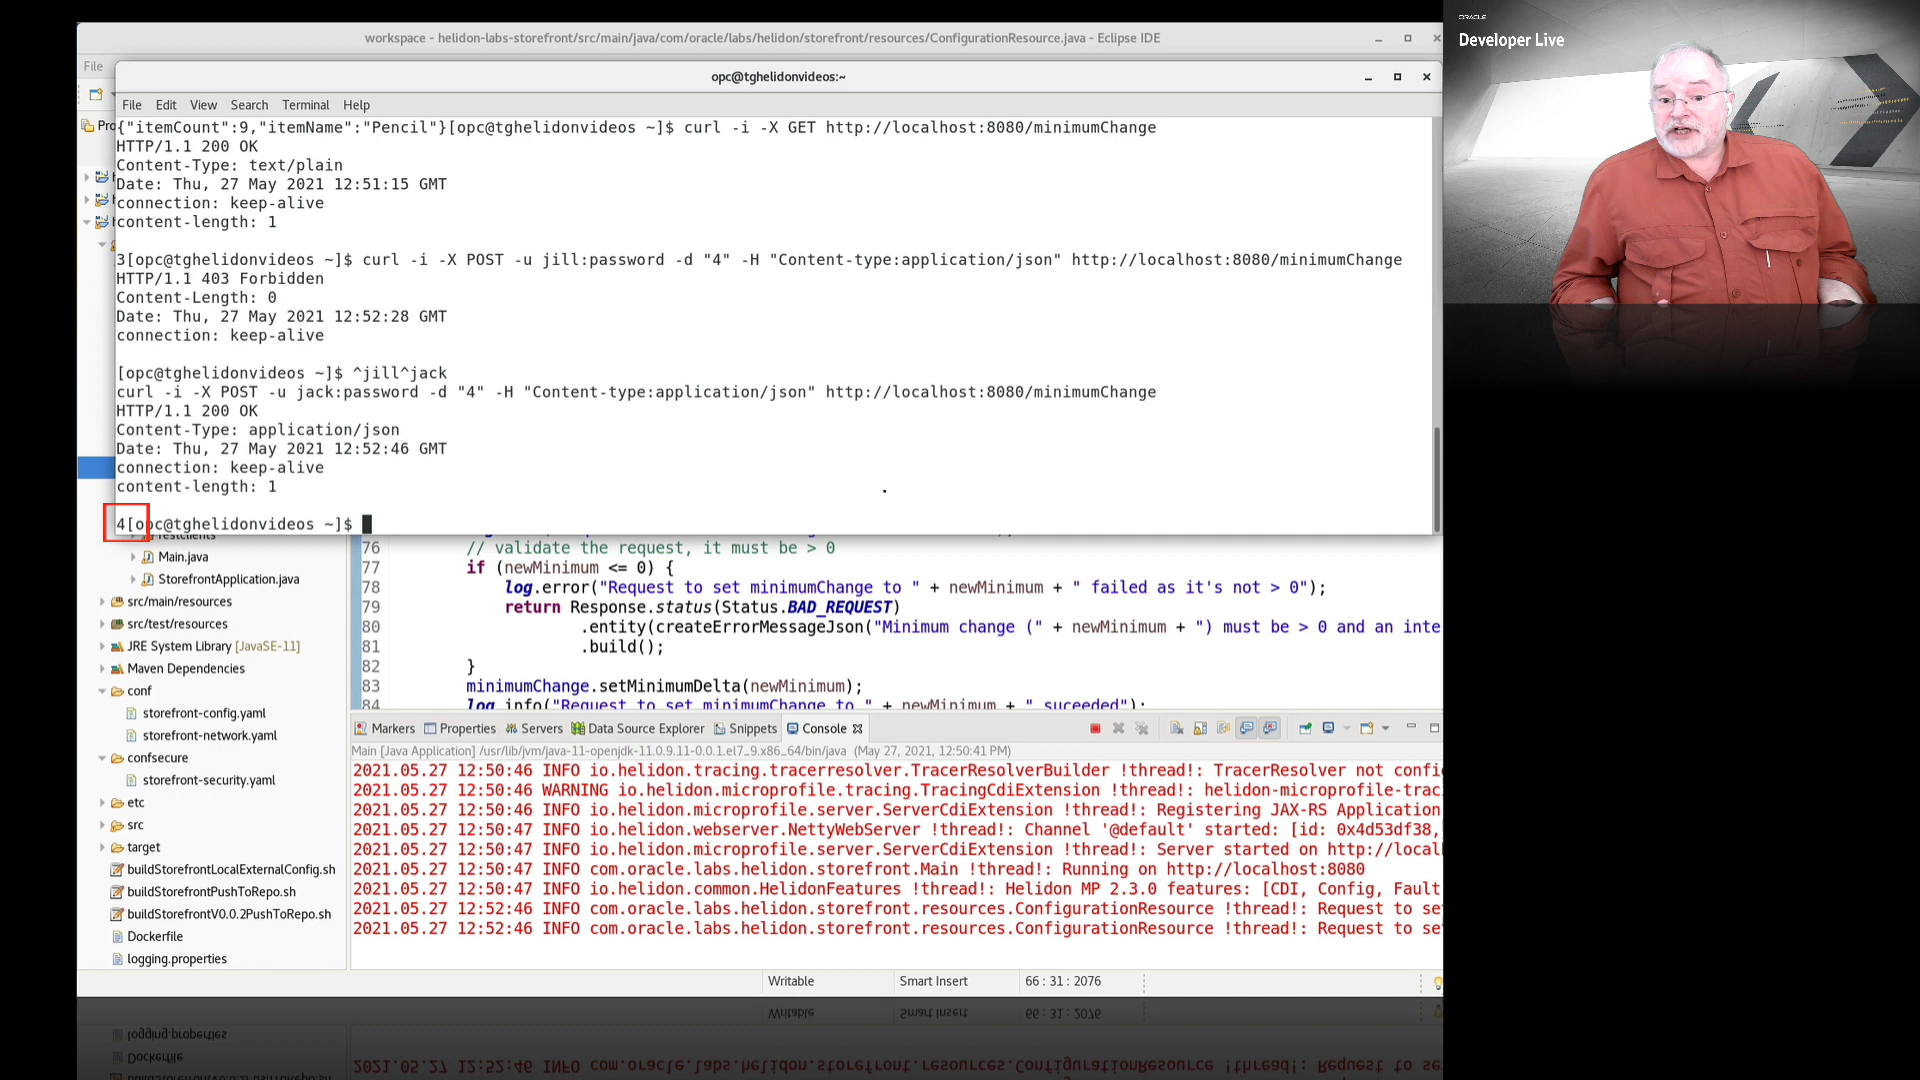 ORACLE
Developer Live
workspace - helidon-labs-storefront/src/main/java/com/oracle/labs/helidon/storefront/resources/ConfigurationResource.java - Eclipse IDE
File
opc@tghelidonvideos:~
File Edit View Search Terminal Help
{"itemCount":9,"itemName":"Pencil"}[opc@tghelidonvideos ~]$ curl -i -X GET http://localhost:8080/minimumChange
HTTP/1.1 200 OK
Content-Type: text/plain
Date: Thu, 27 May 2021 12:51:15 GMT
connection: keep-alive
content-length: 1
3[opc@tghelidonvideos ~]$ curl -i -X POST -u jill:password -d "4" -H "Content-type:application/json" http://localhost:8080/minimumChange
HTTP/1.1 403 Forbidden
Content-Length: 0
Date: Thu, 27 May 2021 12:52:28 GMT
connection: keep-alive
[opc@tghelidonvideos ~]$ ^jill^jack
curl -i -X POST -u jack:password -d "4" -H "Content-type:application/json" http://localhost:8080/minimumChange
HTTP/1.1 200 OK
Content-Type: application/json
Date: Thu, 27 May 2021 12:52:46 GMT
connection: keep-alive
content-length: 1
4[opc@tghelidonvideos ~]$
Main.java
StorefrontApplication.java
src/main/resources
src/test/resources
JRE System Library [JavaSE-11]
Maven Dependencies
conf
storefront-config.yaml
storefront-network.yaml
confsecure
storefront-security.yaml
etc
src
target
buildStorefrontLocalExternalConfig.sh
buildStorefrontPushToRepo.sh
buildStorefrontV0.0.2PushToRepo.sh
Dockerfile
logging.properties
76 // validate the request, it must be > 0
77 if (newMinimum <= 0) {
78 log.error("Request to set minimumChange to " + newMinimum + " failed as it's not > 0");
79 return Response.status(Status.BAD_REQUEST)
80 .entity(createErrorMessageJson("Minimum change (" + newMinimum + ") must be > 0 and an inte
81 .build();
82 }
83 minimumChange.setMinimumDelta(newMinimum);
84 log.info("Request to set minimumChange to " + newMinimum + " suceeded");
Markers Properties Servers Data Source Explorer Snippets Console
Main [Java Application] /usr/lib/jvm/java-11-openjdk-11.0.9.11-0.0.1.el7_9.x86_64/bin/java (May 27, 2021, 12:50:41 PM)
2021.05.27 12:50:46 INFO io.helidon.tracing.tracerresolver.TracerResolverBuilder !thread!: TracerResolver not confi
2021.05.27 12:50:46 WARNING io.helidon.microprofile.tracing.TracingCdiExtension !thread!: helidon-microprofile-trac
2021.05.27 12:50:46 INFO io.helidon.microprofile.server.ServerCdiExtension !thread!: Registering JAX-RS Application
2021.05.27 12:50:47 INFO io.helidon.webserver.NettyWebServer !thread!: Channel '@default' started: [id: 0x4d53df38,
2021.05.27 12:50:47 INFO io.helidon.microprofile.server.ServerCdiExtension !thread!: Server started on http://local
2021.05.27 12:50:47 INFO com.oracle.labs.helidon.storefront.Main !thread!: Running on http://localhost:8080
2021.05.27 12:50:47 INFO io.helidon.common.HelidonFeatures !thread!: Helidon MP 2.3.0 features: [CDI, Config, Fault
2021.05.27 12:52:46 INFO com.oracle.labs.helidon.storefront.resources.ConfigurationResource !thread!: Request to se
2021.05.27 12:52:46 INFO com.oracle.labs.helidon.storefront.resources.ConfigurationResource !thread!: Request to se
Writable Smart Insert 66 : 31 : 2076